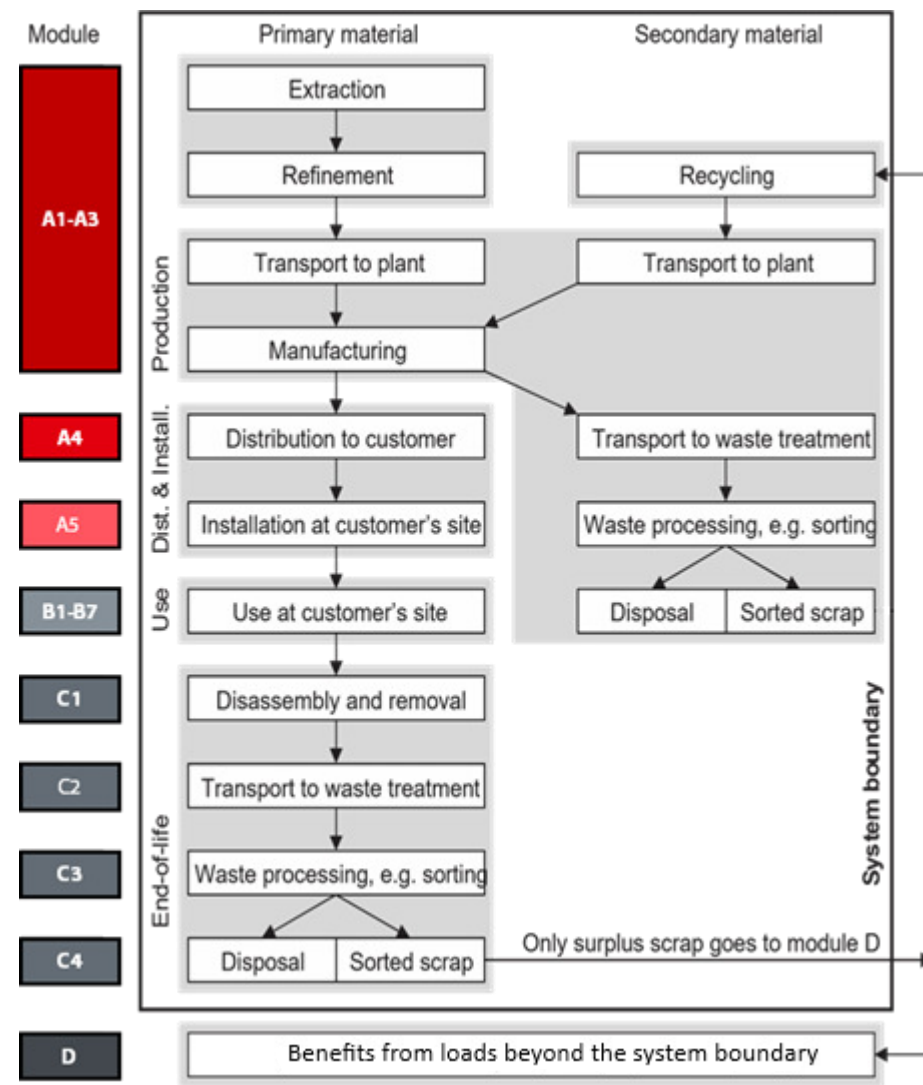 Module
Primary material
Secondary material
A1-A3
Extraction
Refinement
Recycling
Production
Transport to plant
Transport to plant
Manufacturing
Dist. & Install.
A4
Distribution to customer
Transport to waste treatment
A5
Installation at customer's site
Waste processing, e.g. sorting
Use
B1-B7
Use at customer's site
Disposal
Sorted scrap
C1
Disassembly and removal
System boundary
C2
Transport to waste treatment
End-of-life
C3
Waste processing, e.g. sorting
C4
Disposal
Sorted scrap
Only surplus scrap goes to module D
D
Benefits from loads beyond the system boundary